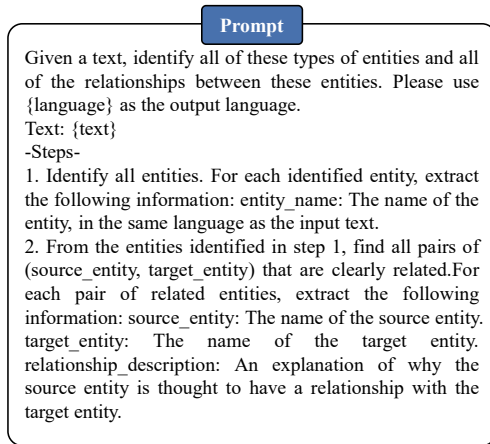 Prompt
Given a text, identify all of these types of entities and all
of the relationships between these entities. Please use
{language} as the output language.
Text: {text}
-Steps-
1. Identify all entities. For each identified entity, extract
the following information: entity_name: The name of the
entity, in the same language as the input text.
2. From the entities identified in step 1, find all pairs of
(source_entity, target_entity) that are clearly related.For
each pair of related entities, extract the following
information: source_entity: The name of the source entity.
target_entity: The name of the target entity.
relationship_description: An explanation of why the
source entity is thought to have a relationship with the
target entity.